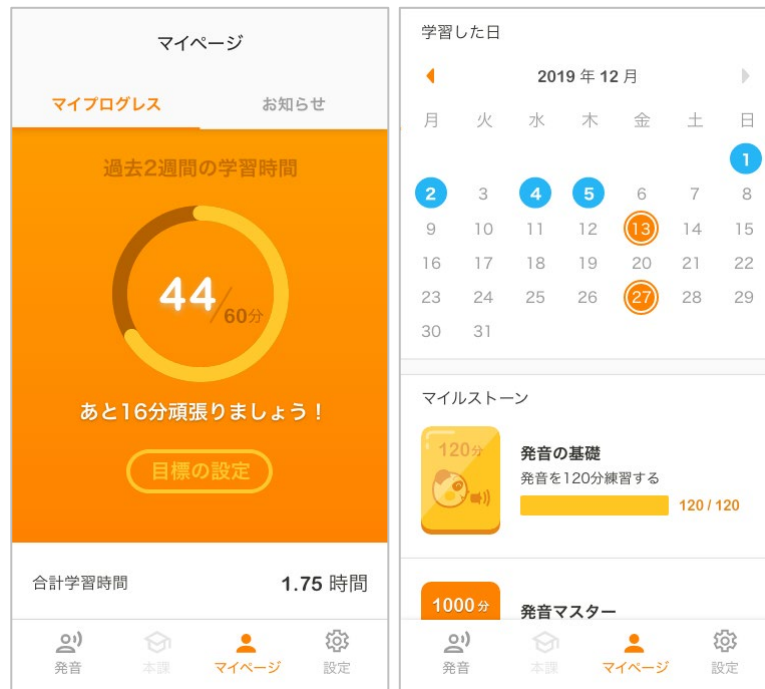 マイページ
マイプログレス
お知らせ
過去2週間の学習時間
44/60分
あと16分頑張りましょう！
目標の設定
合計学習時間
1.75 時間
発音
本課
マイページ
設定
学習した日
2019 年 12 月
月 火 水 木 金 土 日
1
2 3 4 5 6 7 8
9 10 11 12 13 14 15
16 17 18 19 20 21 22
23 24 25 26 27 28 29
30 31
マイルストーン
120分
発音の基礎
発音を120分練習する
120 / 120
1000分
発音マスター
発音
本課
マイページ
設定